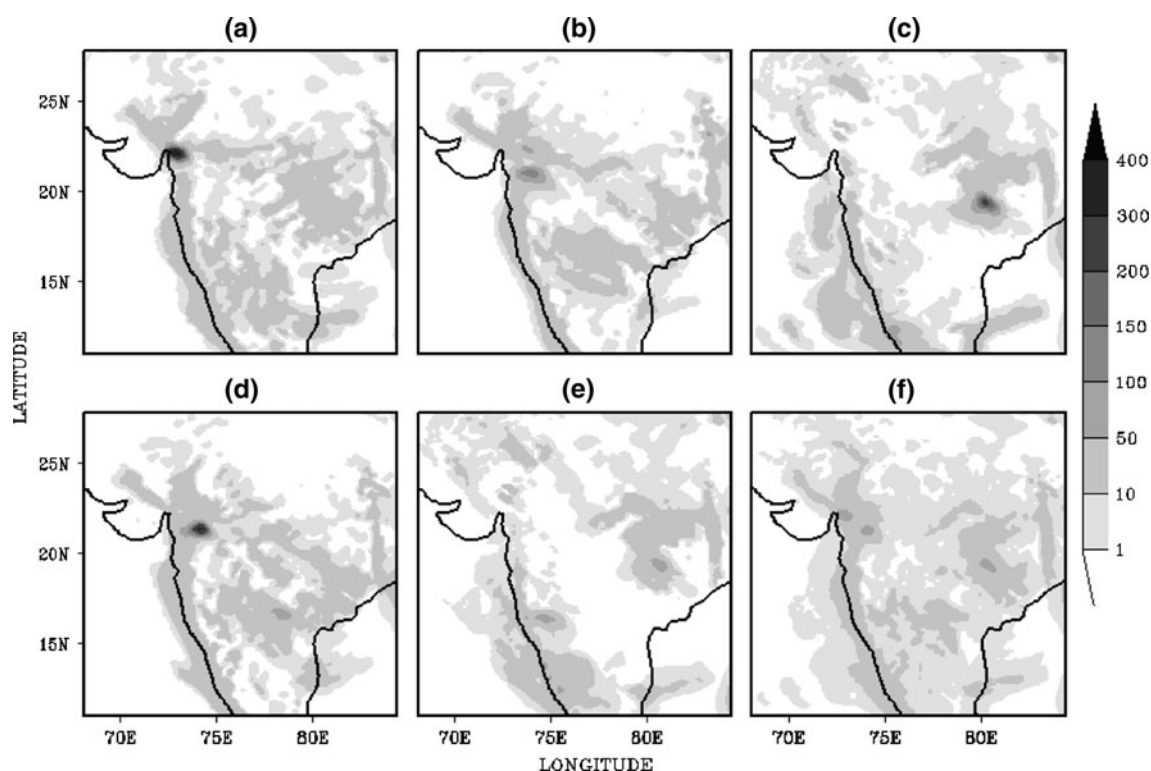 (a) (b) (c)
25N
20N
15N
LATITUDE
(d) (e) (f)
25N
20N
15N
70E 75E 80E 70E 75E 80E 70E 75E 80E
LONGITUDE
400
300
200
150
100
50
10
1